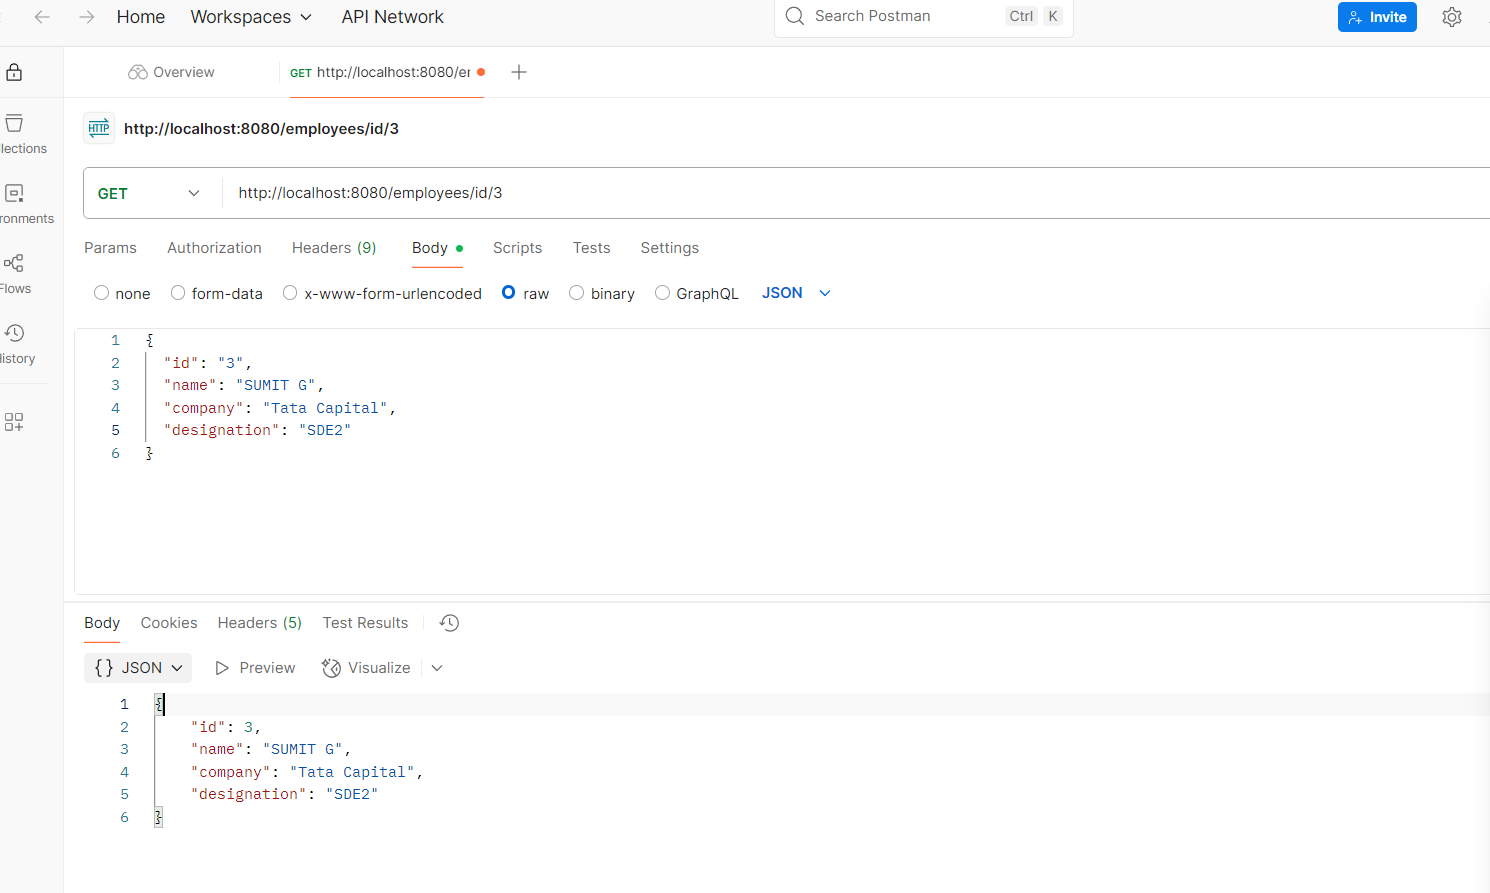 Home Workspaces API Network Search Postman Ctrl K Invite
Overview GET http://localhost:8080/er
HTTP http://localhost:8080/employees/id/3
GET http://localhost:8080/employees/id/3
Params Authorization Headers (9) Body Scripts Tests Settings
none form-data x-www-form-urlencoded raw binary GraphQL JSON
1 {
2 "id": "3",
3 "name": "SUMIT G",
4 "company": "Tata Capital",
5 "designation": "SDE2"
6 }
llections
ronments
Flows
listory
Body Cookies Headers (5) Test Results
{} JSON Preview Visualize
1 {
2 "id": 3,
3 "name": "SUMIT G",
4 "company": "Tata Capital",
5 "designation": "SDE2"
6 }